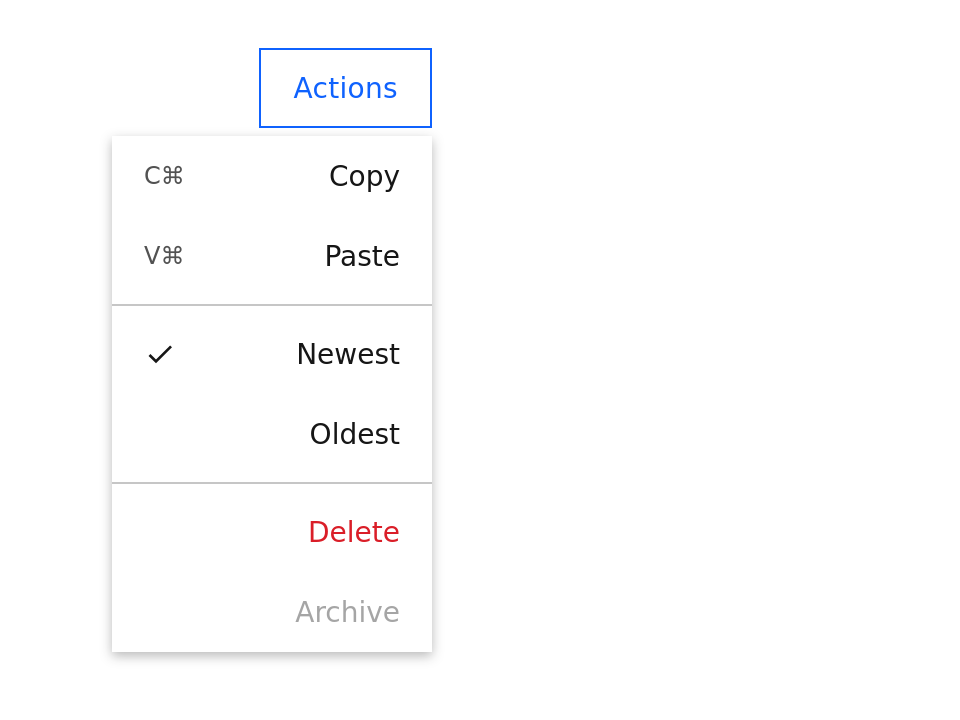 Actions
C⌘ Copy
V⌘ Paste
Newest
Oldest
Delete
Archive